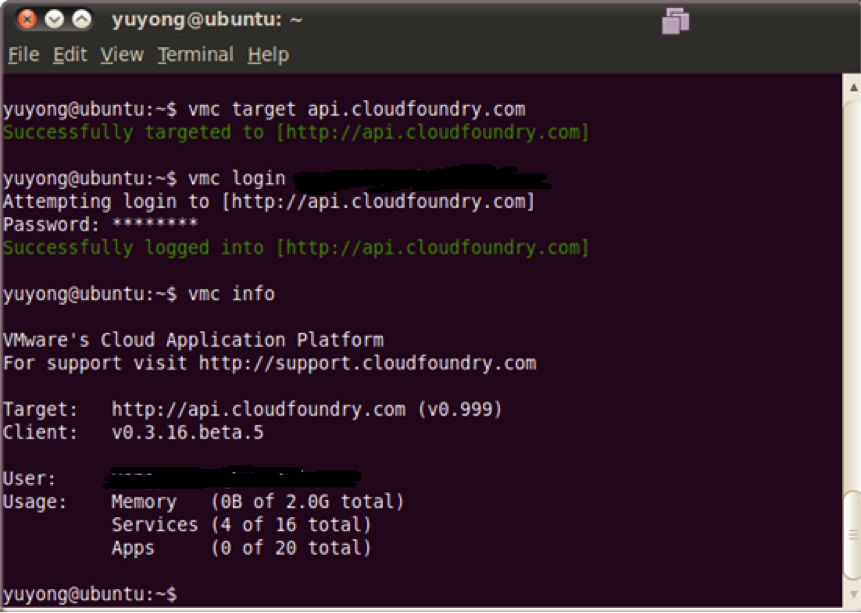 yuyong@ubuntu: ~
File Edit View Terminal Help
yuyong@ubuntu:~$ vmc target api.cloudfoundry.com
Successfully targeted to [http://api.cloudfoundry.com]
yuyong@ubuntu:~$ vmc login
Attempting login to [http://api.cloudfoundry.com]
Password: ********
Successfully logged into [http://api.cloudfoundry.com]
yuyong@ubuntu:~$ vmc info
VMware's Cloud Application Platform
For support visit http://support.cloudfoundry.com
Target: http://api.cloudfoundry.com (v0.999)
Client: v0.3.16.beta.5
User:
Usage: Memory (0B of 2.0G total)
Services (4 of 16 total)
Apps (0 of 20 total)
yuyong@ubuntu:~$